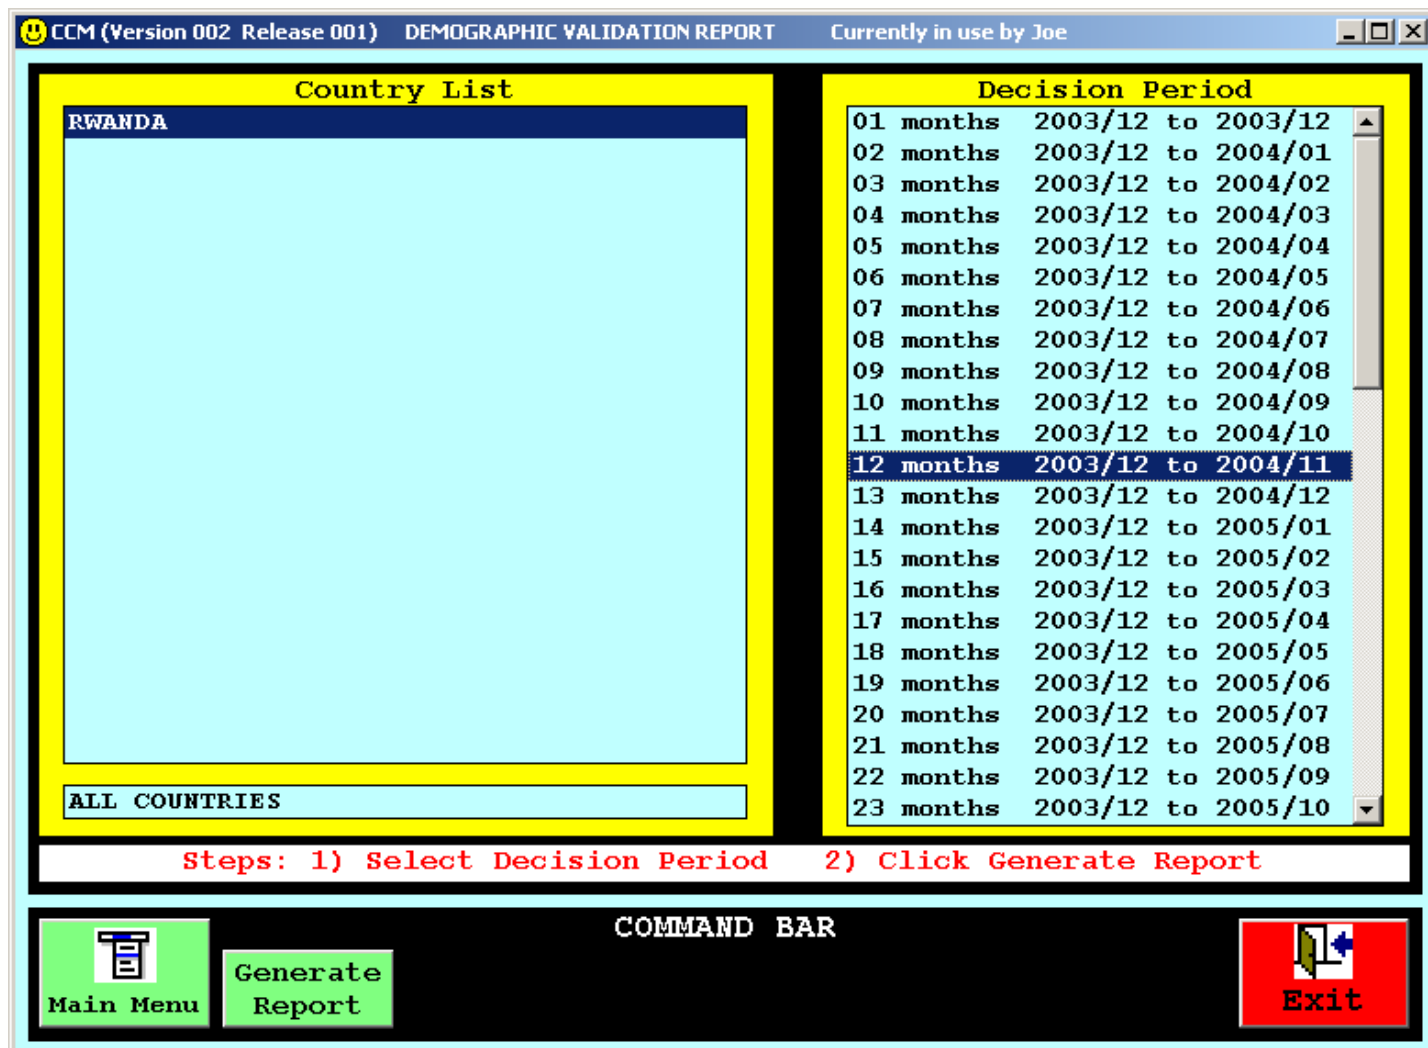 CCM (Version 002 Release 001) DEMOGRAPHIC VALIDATION REPORT Currently in use by Joe
Country List
RWANDA
ALL COUNTRIES
Decision Period
01 months 2003/12 to 2003/12
02 months 2003/12 to 2004/01
03 months 2003/12 to 2004/02
04 months 2003/12 to 2004/03
05 months 2003/12 to 2004/04
06 months 2003/12 to 2004/05
07 months 2003/12 to 2004/06
08 months 2003/12 to 2004/07
09 months 2003/12 to 2004/08
10 months 2003/12 to 2004/09
11 months 2003/12 to 2004/10
12 months 2003/12 to 2004/11
13 months 2003/12 to 2004/12
14 months 2003/12 to 2005/01
15 months 2003/12 to 2005/02
16 months 2003/12 to 2005/03
17 months 2003/12 to 2005/04
18 months 2003/12 to 2005/05
19 months 2003/12 to 2005/06
20 months 2003/12 to 2005/07
21 months 2003/12 to 2005/08
22 months 2003/12 to 2005/09
23 months 2003/12 to 2005/10
Steps: 1) Select Decision Period 2) Click Generate Report
COMMAND BAR
Main Menu
Generate
Report
Exit